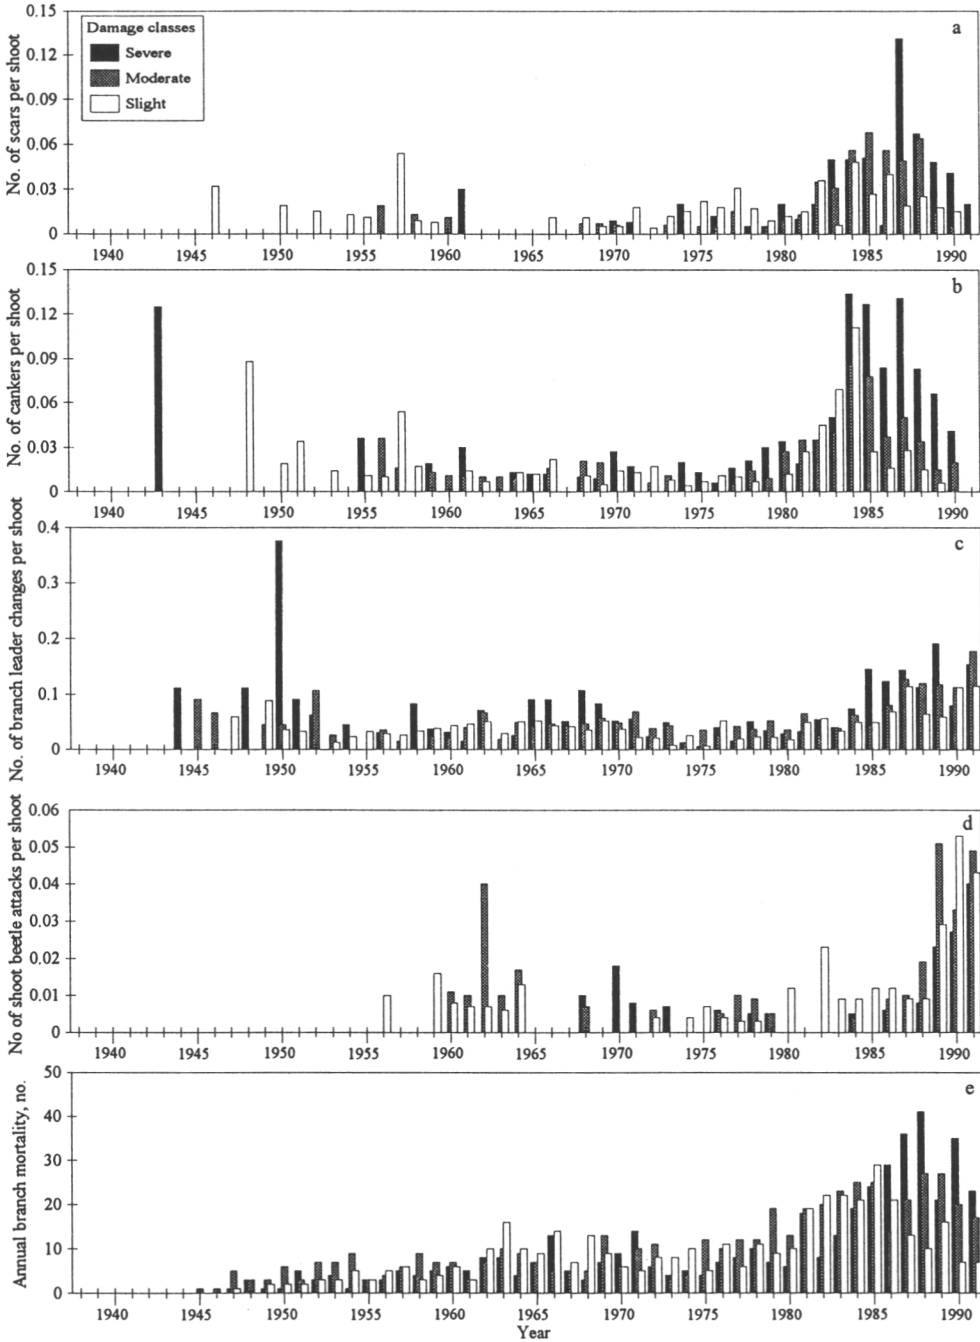 0.15
0.12
0.09
0.06
0.03
0
No. of scars per shoot
Damage classes
Severe
Moderate
Slight
a
1940 1945 1950 1955 1960 1965 1970 1975 1980 1985 1990
0.15
0.12
0.09
0.06
0.03
0
No. of cankers per shoot
b
1940 1945 1950 1955 1960 1965 1970 1975 1980 1985 1990
0.4
0.3
0.2
0.1
0
No. of branch leader changes per shoot
c
1940 1945 1950 1955 1960 1965 1970 1975 1980 1985 1990
0.06
0.05
0.04
0.03
0.02
0.01
0
No of shoot beetle attacks per shoot
d
1940 1945 1950 1955 1960 1965 1970 1975 1980 1985 1990
50
40
30
20
10
0
Annual branch mortality, no.
e
1940 1945 1950 1955 1960 1965 1970 1975 1980 1985 1990
Year